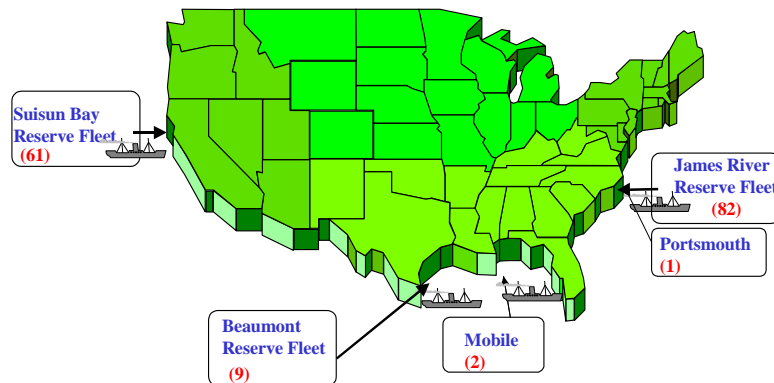 Suisun Bay
Reserve Fleet
(61)
James River
Reserve Fleet
(82)
Portsmouth
(1)
Beaumont
Reserve Fleet
(9)
Mobile
(2)